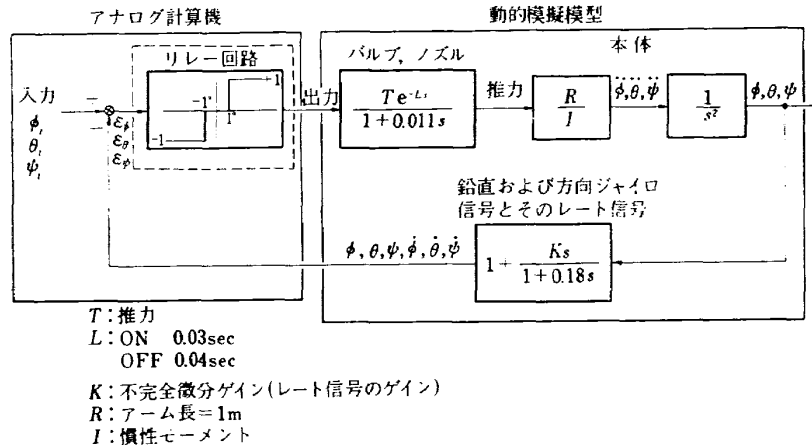 アナログ計算機
動的模擬模型
リレー回路
バルブ, ノズル
本体
入力
φᵢ
θᵢ
ψᵢ
−
−
ε_φ
ε_θ
ε_ψ
−1°
1
1°
−1
出力
Te^{-Ls}
1+0.011s
推力
R
I
φ̈, θ̈, ψ̈
1
s²
φ, θ, ψ
鉛直および方向ジャイロ
信号とそのレート信号
φ, θ, ψ, φ̇, θ̇, ψ̇
1 +
Ks
1+0.18s
T:推力
L:ON 0.03sec
OFF 0.04sec
K:不完全微分ゲイン(レート信号のゲイン)
R:アーム長=1m
I:慣性モーメント